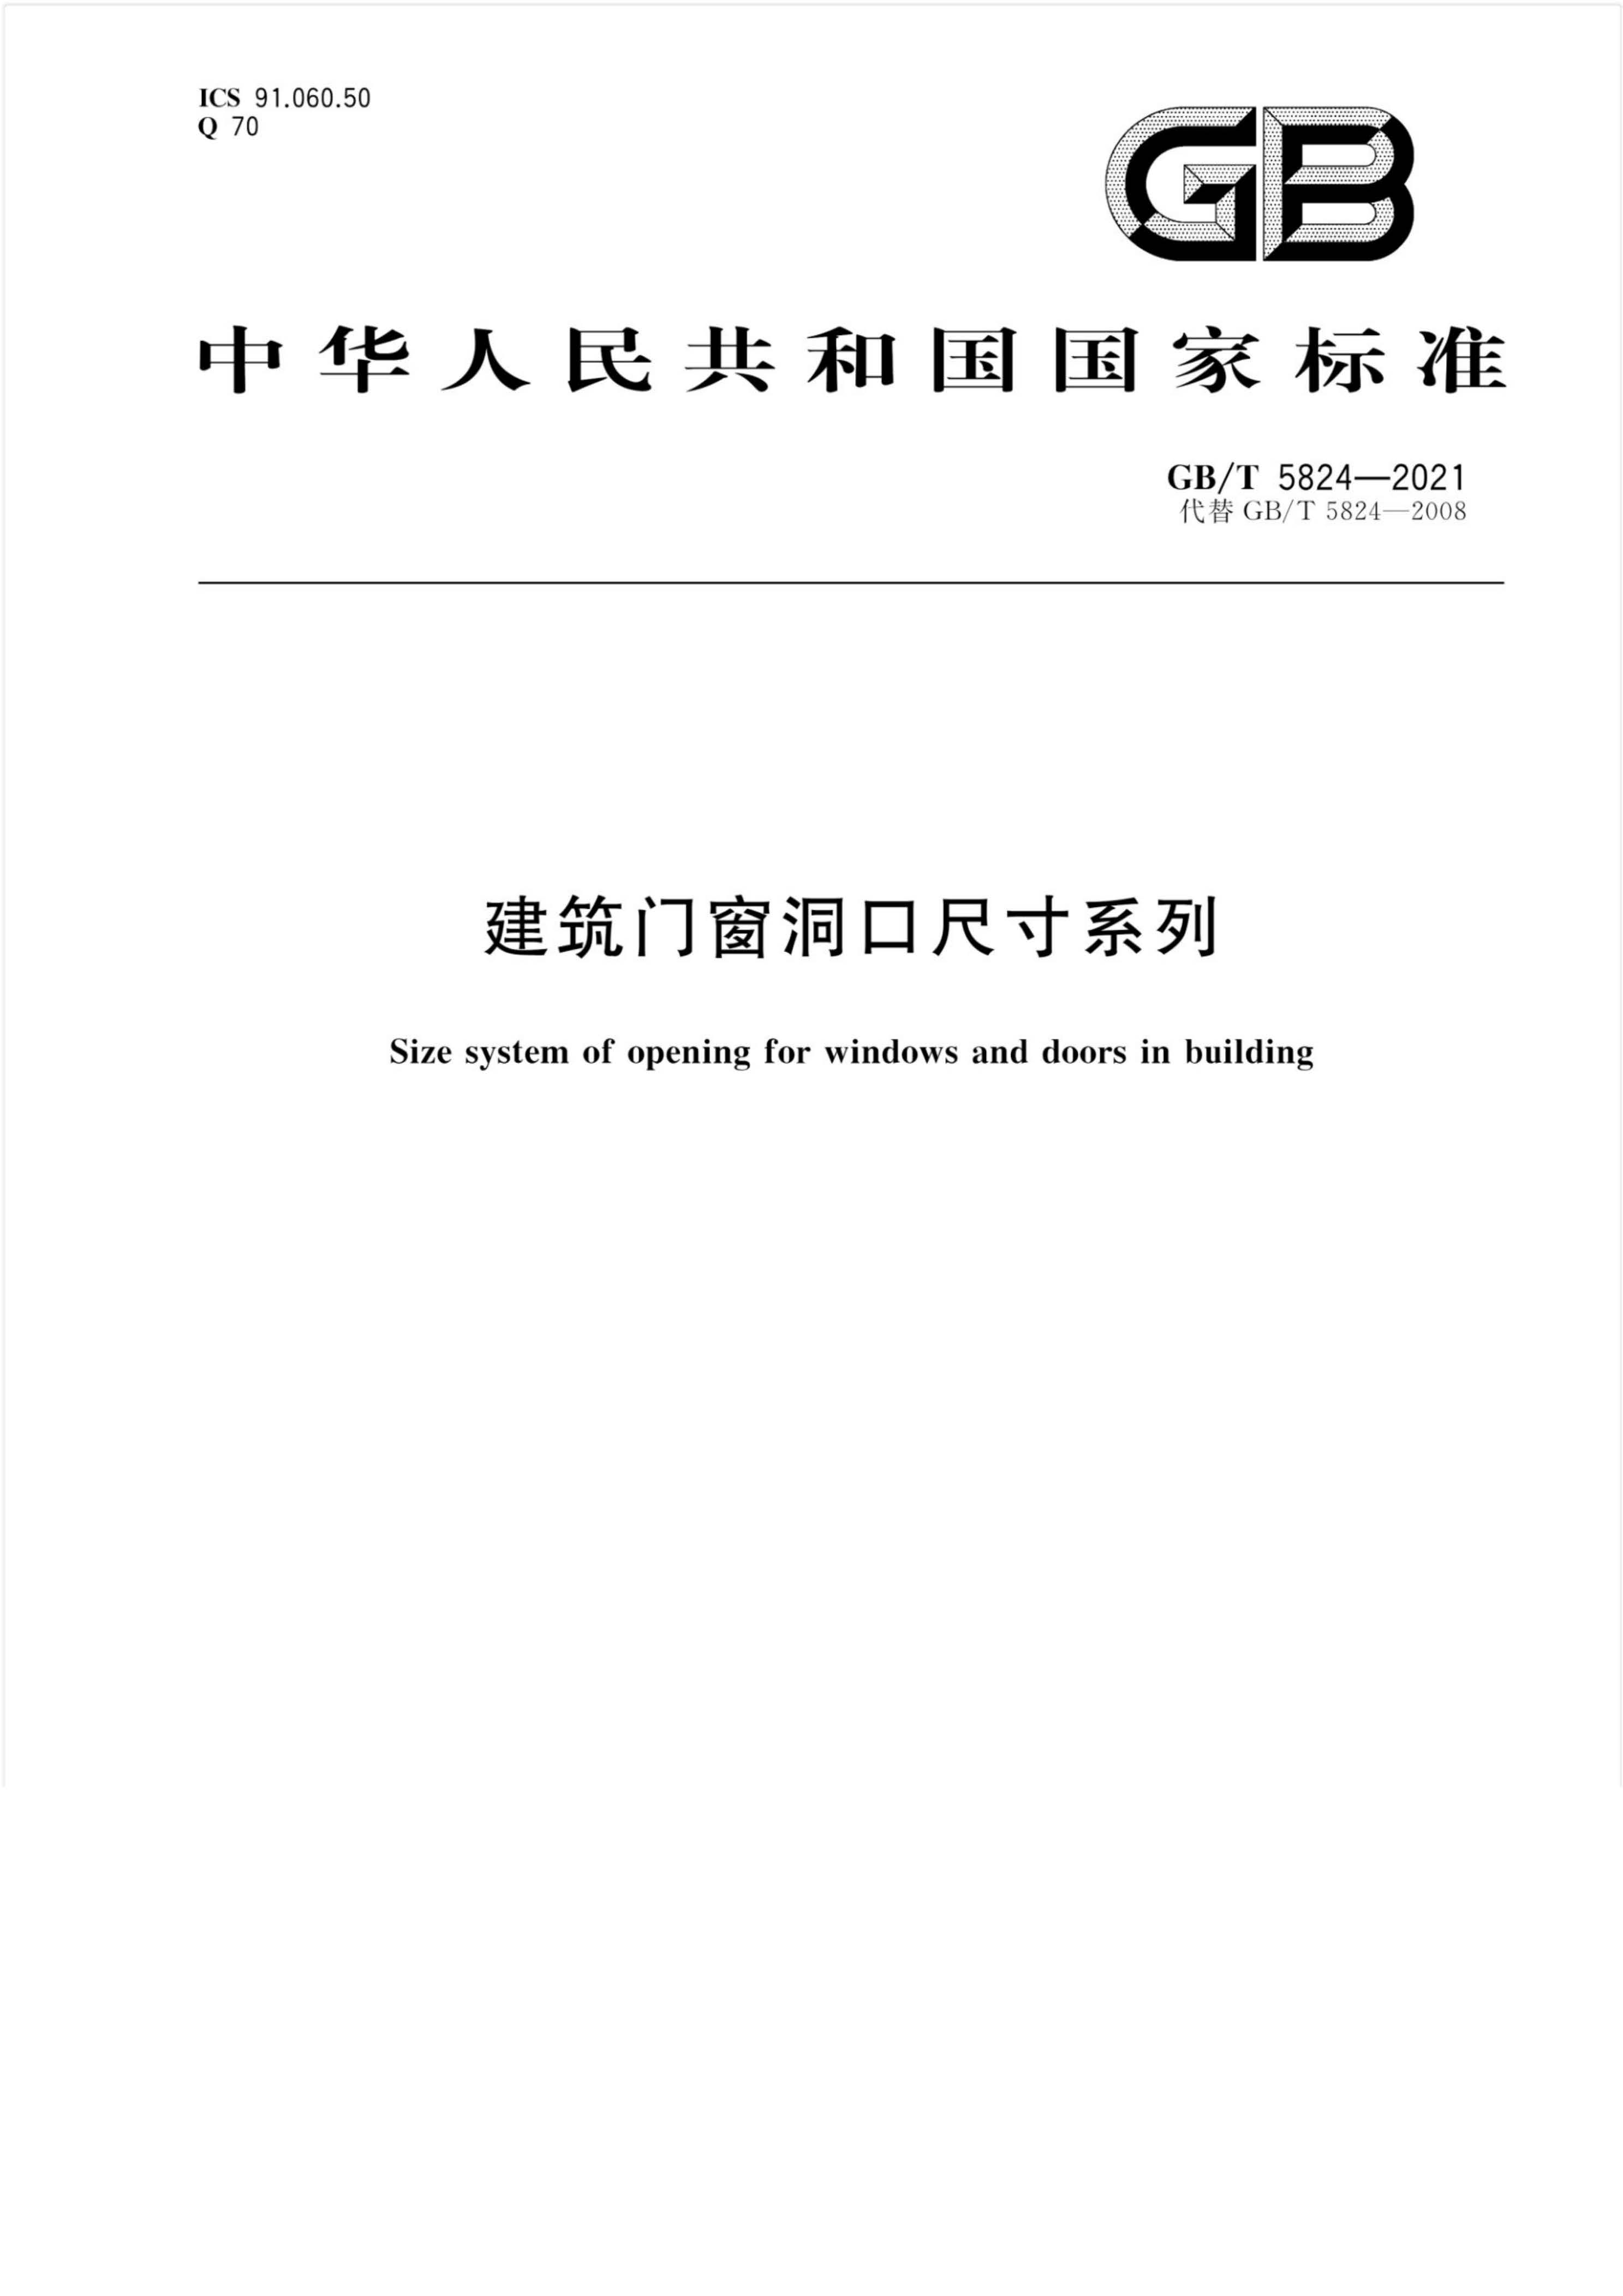 ICS 91.060.50
Q 70
GB
中华人民共和国国家标准
GB/T 5824—2021
代替 GB/T 5824—2008
建筑门窗洞口尺寸系列
Size system of opening for windows and doors in building